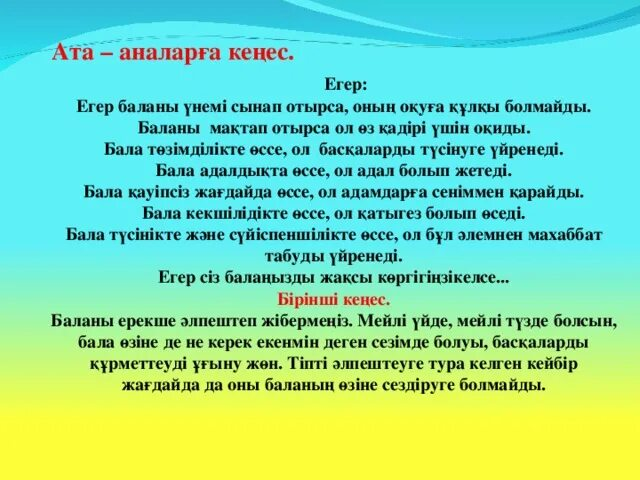 Ата – аналарға кеңес.
Егер:
Егер баланы үнемі сынап отырса, оның оқуға құлқы болмайды.
Баланы мақтап отырса ол өз қадірі үшін оқиды.
Бала төзімділікте өссе, ол басқаларды түсінуге үйренеді.
Бала адалдықта өссе, ол адал болып жетеді.
Бала қауіпсіз жағдайда өссе, ол адамдарға сеніммен қарайды.
Бала кекшілідікте өссе, ол қатыгез болып өседі.
Бала түсінікте және сүйіспеншілікте өссе, ол бұл әлемнен махаббат
табуды үйренеді.
Егер сіз балаңызды жақсы көргігіңзікелсе...
Бірінші кеңес.
Баланы ерекше әлпештеп жібермеңіз. Мейлі үйде, мейлі түзде болсын,
бала өзіне де не керек екенмін деген сезімде болуы, басқаларды
құрметтеуді ұғыну жөн. Тіпті әлпештеуге тура келген кейбір
жағдайда да оны баланың өзіне сездіруге болмайды.